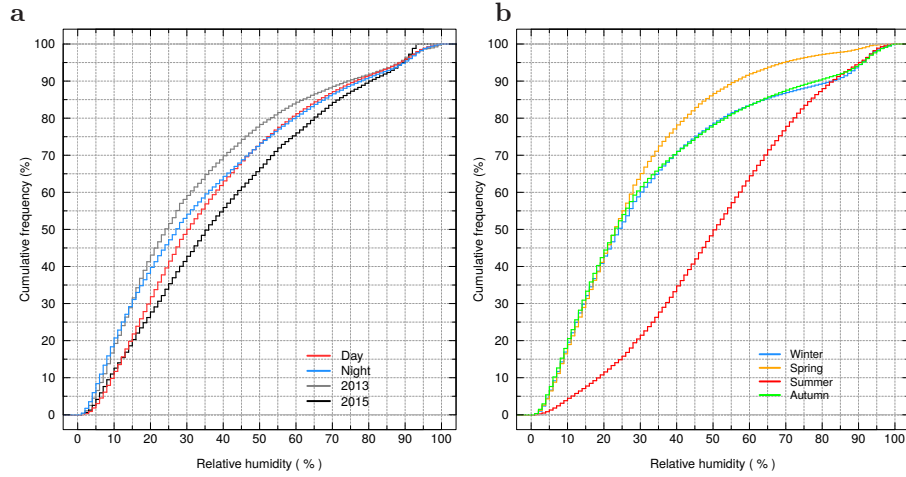 a
100
90
80
70
60
50
40
30
20
10
0
Cumulative frequency (%)
Day
Night
2013
2015
0 10 20 30 40 50 60 70 80 90 100
Relative humidity ( % )
b
100
90
80
70
60
50
40
30
20
10
0
Cumulative frequency (%)
Winter
Spring
Summer
Autumn
0 10 20 30 40 50 60 70 80 90 100
Relative humidity ( % )